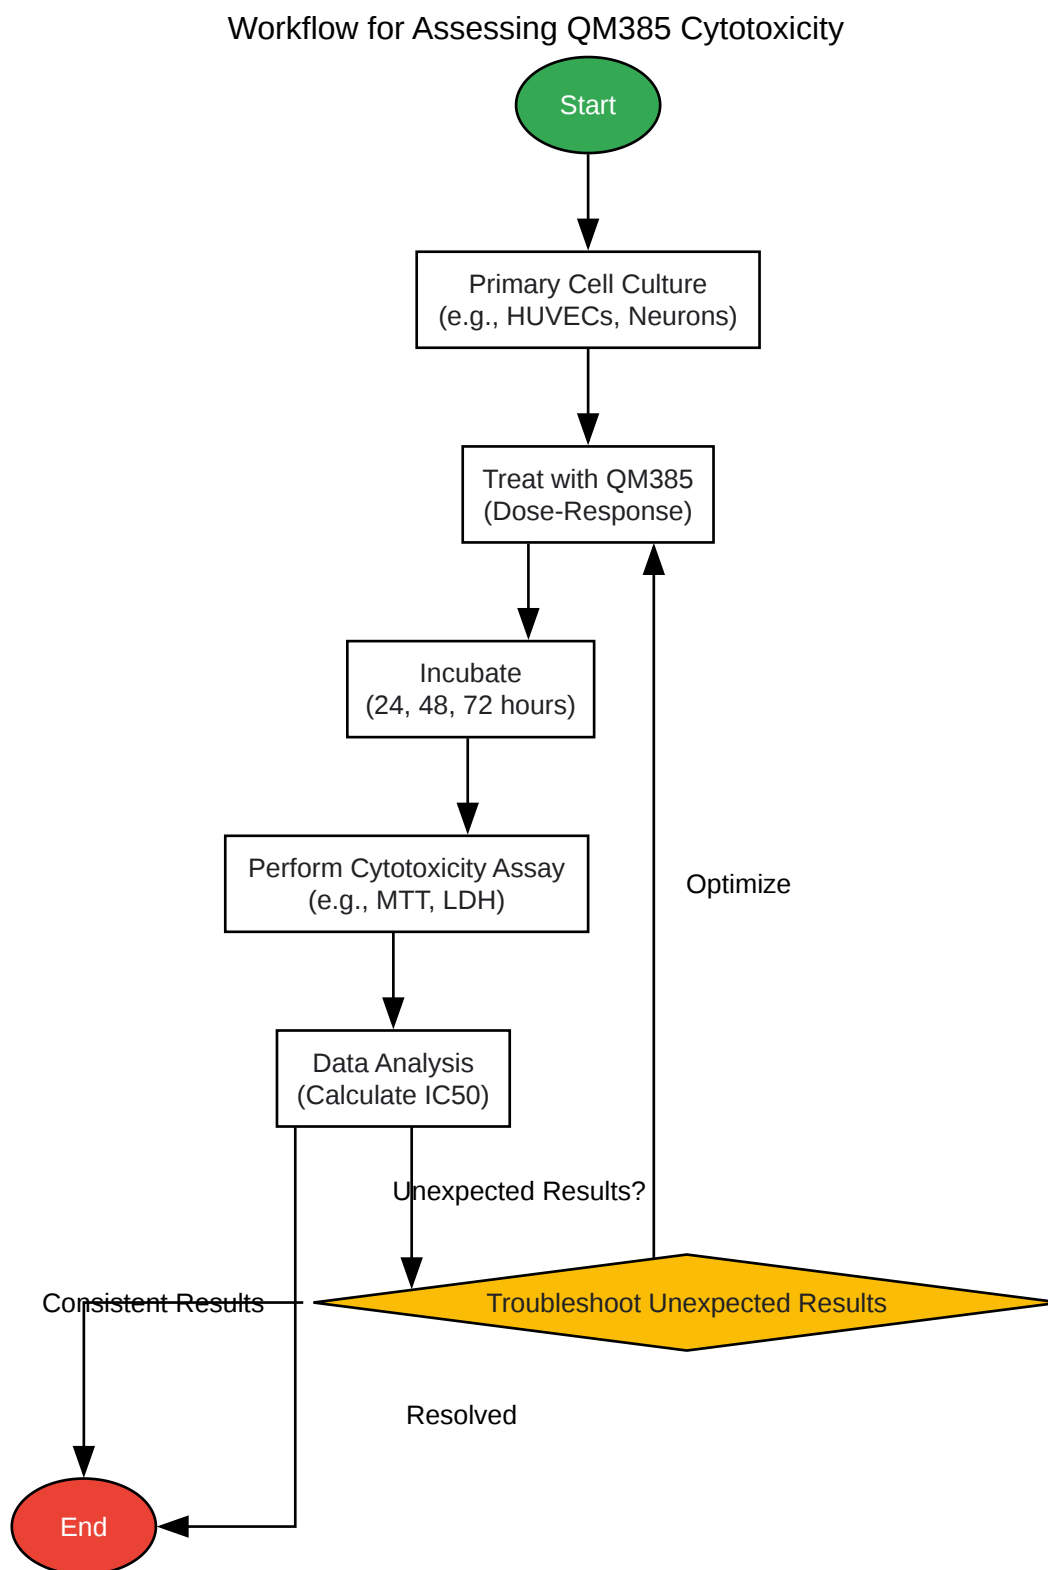 Workflow for Assessing QM385 Cytotoxicity
Start
Primary Cell Culture
(e.g., HUVECs, Neurons)
Treat with QM385
(Dose-Response)
Incubate
(24, 48, 72 hours)
Perform Cytotoxicity Assay
(e.g., MTT, LDH)
Optimize
Data Analysis
(Calculate IC50)
Unexpected Results?
Consistent Results
Troubleshoot Unexpected Results
Resolved
End